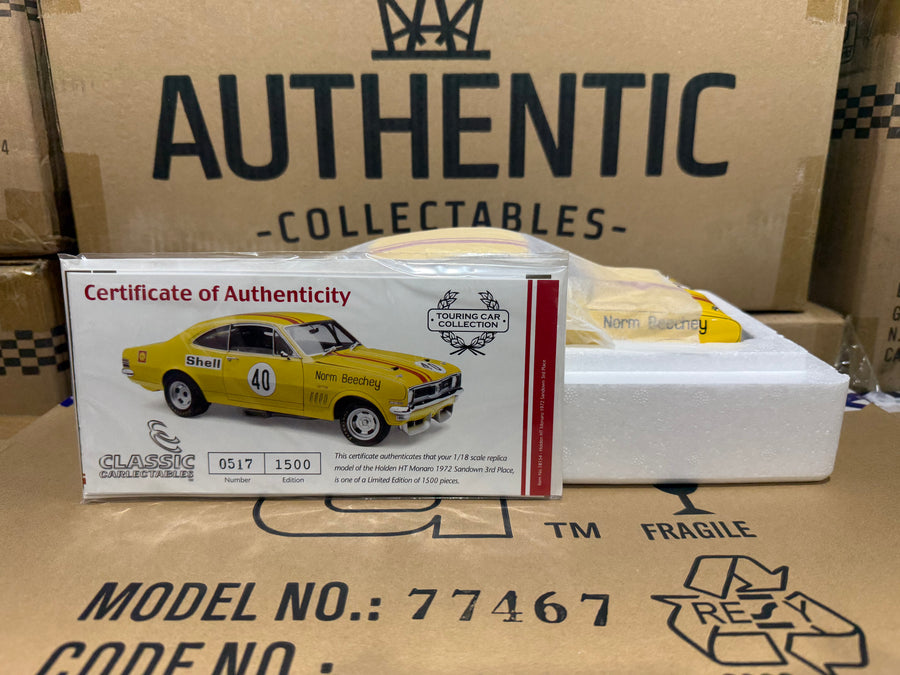 AUTHENTIC
-COLLECTABLES-
Certificate of Authenticity
TOURING CAR
COLLECTION
Shell
40
Norm Beechey
Norm Beechey
CLASSIC
CARLECTABLES
0517
1500
Number
Edition
This certificate authenticates that your 1/18 scale replica
model of the Holden HT Monaro 1972 Sandown 3rd Place,
is one of a Limited Edition of 1500 pieces.
TM
FRAGILE
MODEL NO.: 77467
RESY
CODE NO.: